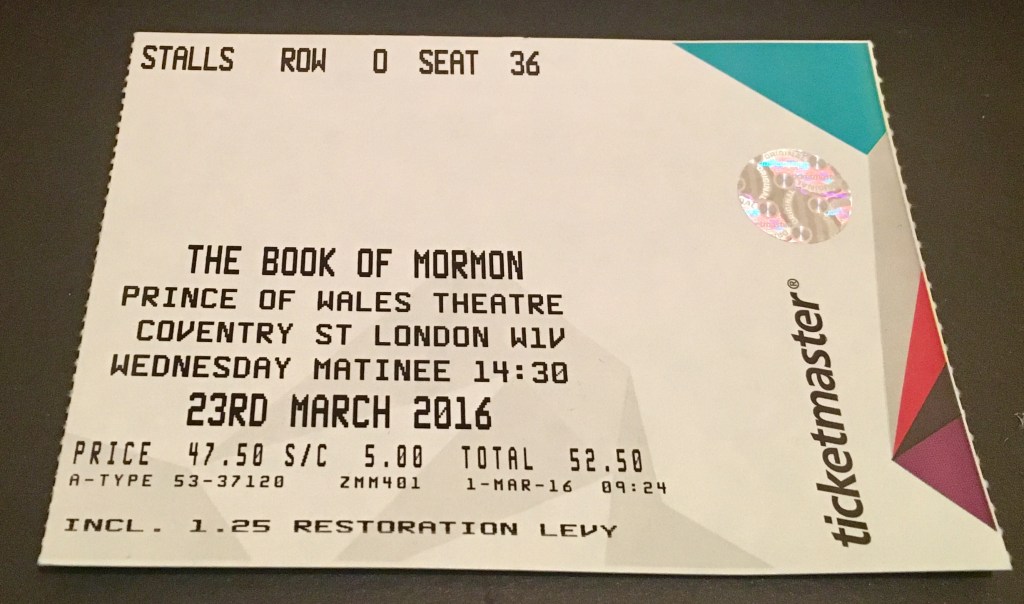 STALLS ROW O SEAT 36
THE BOOK OF MORMON
PRINCE OF WALES THEATRE
COVENTRY ST LONDON W1V
WEDNESDAY MATINEE 14:30
23RD MARCH 2016
PRICE 47.50 S/C 5.00 TOTAL 52.50
A-TYPE 53-37120 ZMM401 1-MAR-16 09:24
INCL. 1.25 RESTORATION LEVY
ticketmaster®